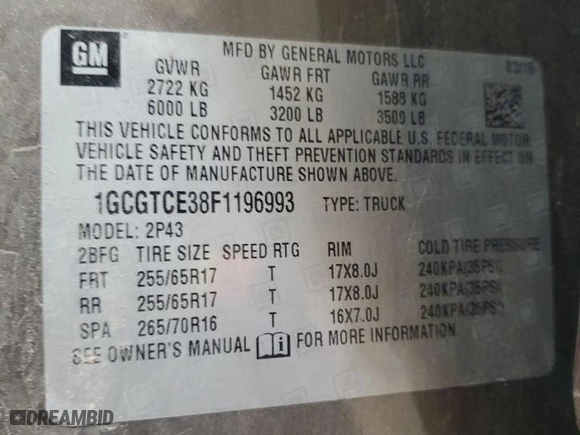 GM
MFD BY GENERAL MOTORS LLC 03/15
GVWR GAWR FRT GAWR RR
2722 KG 1452 KG 1588 KG
6000 LB 3200 LB 3500 LB
THIS VEHICLE CONFORMS TO ALL APPLICABLE U.S. FEDERAL MOTOR
VEHICLE SAFETY AND THEFT PREVENTION STANDARDS IN EFFECT ON
THE DATE OF MANUFACTURE SHOWN ABOVE.
1GCGTCE38F1196993 TYPE: TRUCK
MODEL: 2P43
2BFG TIRE SIZE SPEED RTG RIM COLD TIRE PRESSURE
FRT 255/65R17 T 17X8.0J 240KPA(35PSI)
RR 255/65R17 T 17X8.0J 240KPA(35PSI)
SPA 265/70R16 T 16X7.0J 240KPA(35PSI)
SEE OWNER'S MANUAL FOR MORE INFORMATION.
DREAMBID